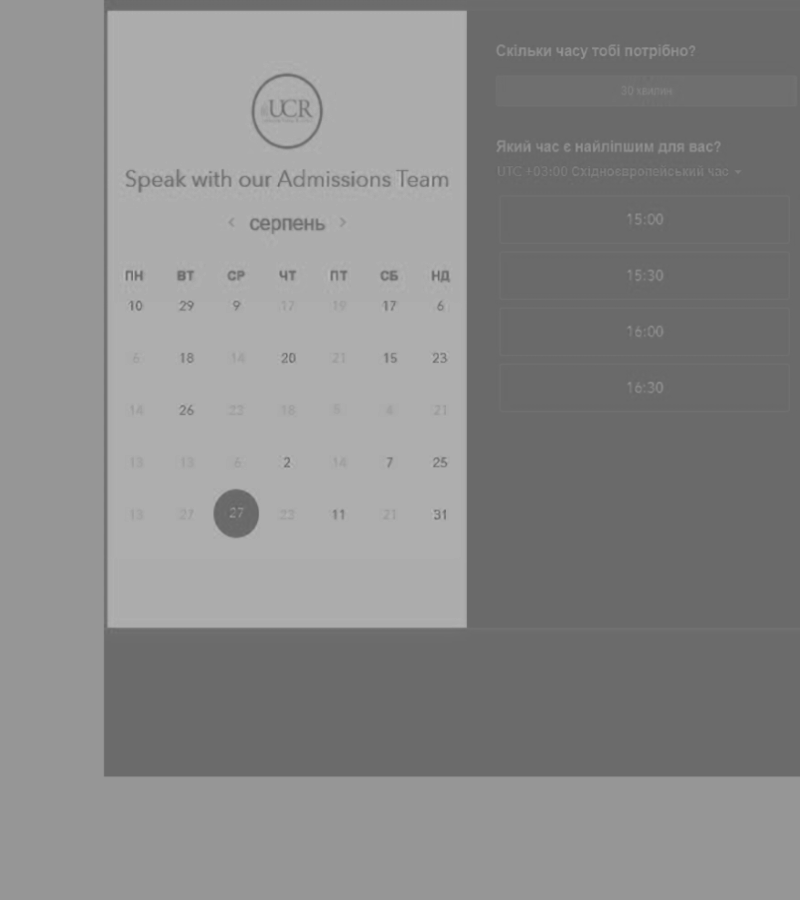 UCR
Speak with our Admissions Team
серпень
ПН ВТ СР ЧТ ПТ СБ НД
10 29 9 17 19 17 6
6 18 14 20 21 15 23
14 26 22 18 5 4 21
13 13 6 2 14 7 25
13 27 27 23 11 21 31
Скільки часу тобі потрібно?
30 хвилин
Який час є найліпшим для вас?
UTC +03:00 Східноєвропейський час
15:00
15:30
16:00
16:30